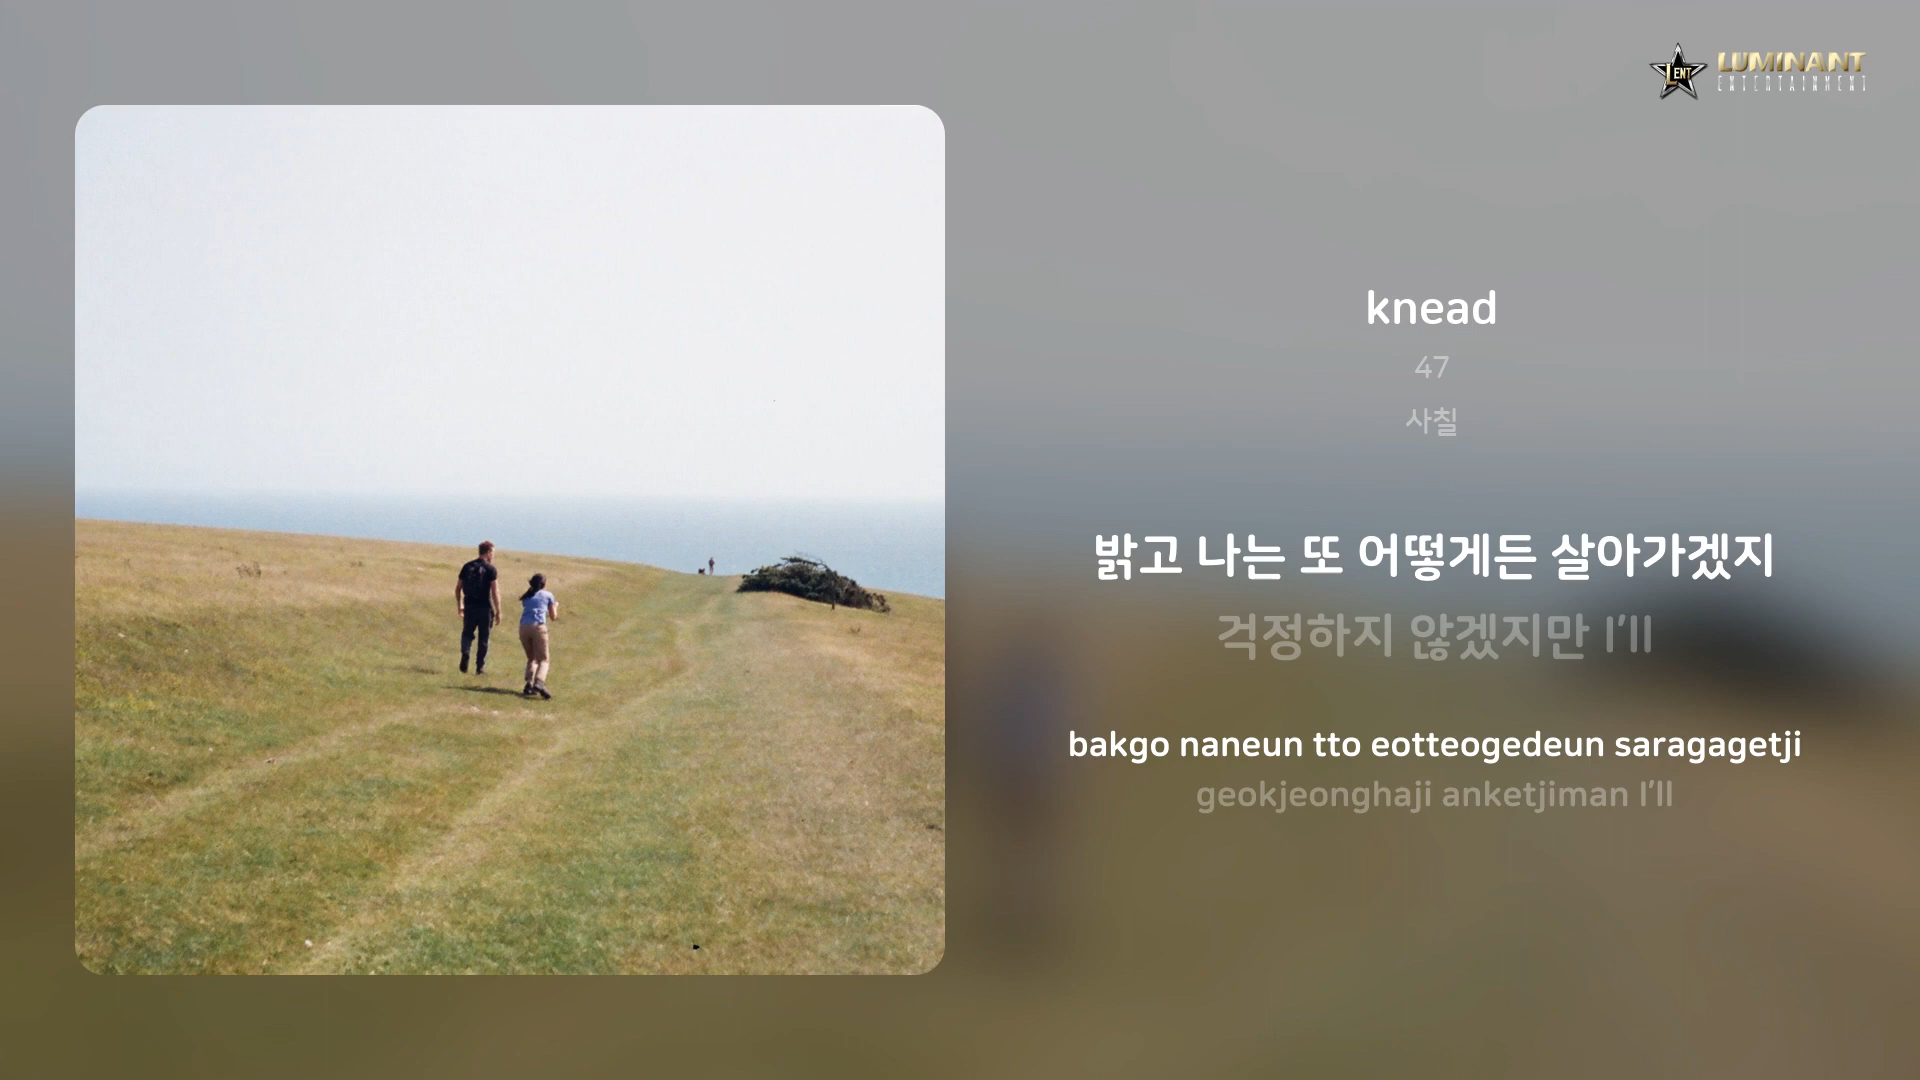 LENT
LUMINANT
ENTERTAINMENT
knead
47
사칠
밝고 나는 또 어떻게든 살아가겠지
걱정하지 않겠지만 I'll
bakgo naneun tto eotteogedeun saragagetji
geokjeonghaji anketjiman I'll